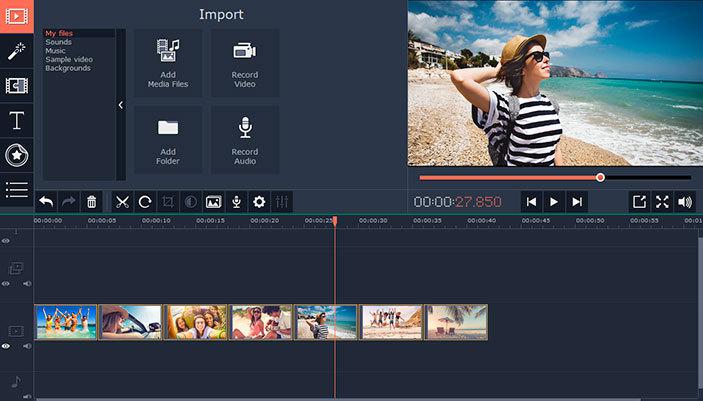 Import
My files
Sounds
Music
Sample video
Backgrounds
Add
Media Files
Record
Video
Add
Folder
Record
Audio
T
00:00:27.850
00:00:00 00:00:05 00:00:10 00:00:15 00:00:20 00:00:25 00:00:30 00:00:35 00:00:40 00:00:45 00:00:50 00:00:55 00:01
1